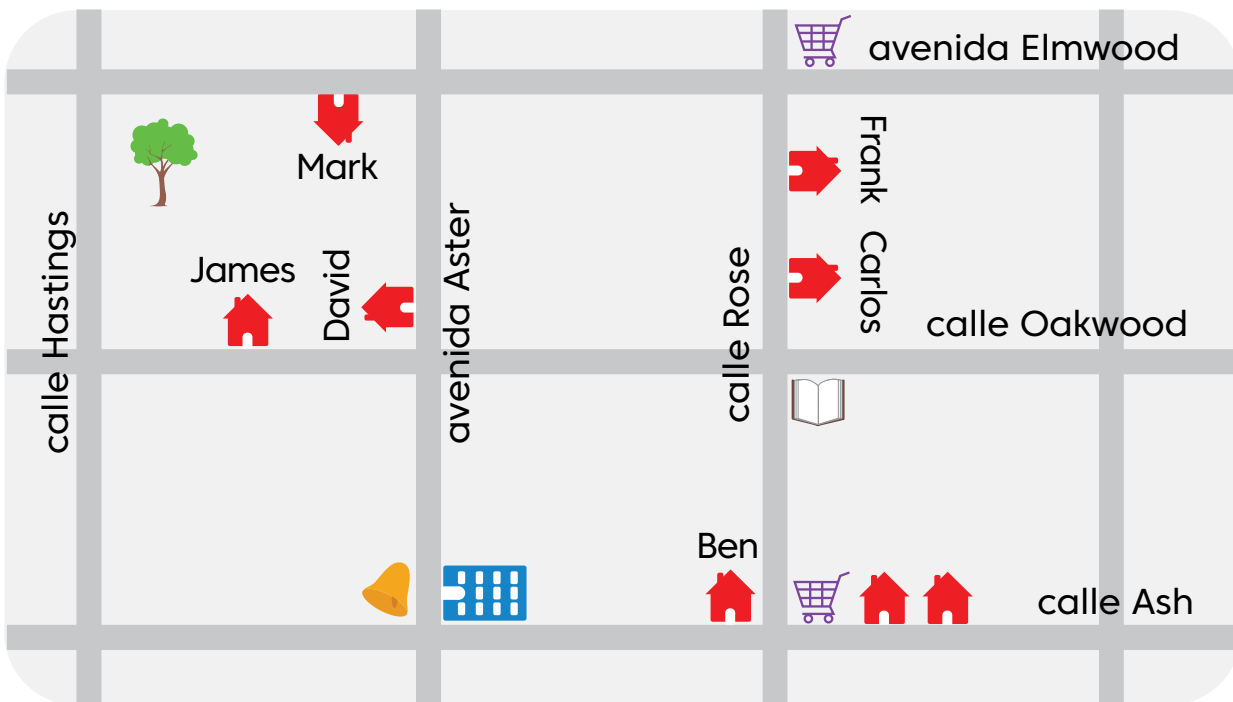 avenida Elmwood
Mark
Frank
James
David
Carlos
calle Hastings
avenida Aster
calle Rose
calle Oakwood
Ben
calle Ash